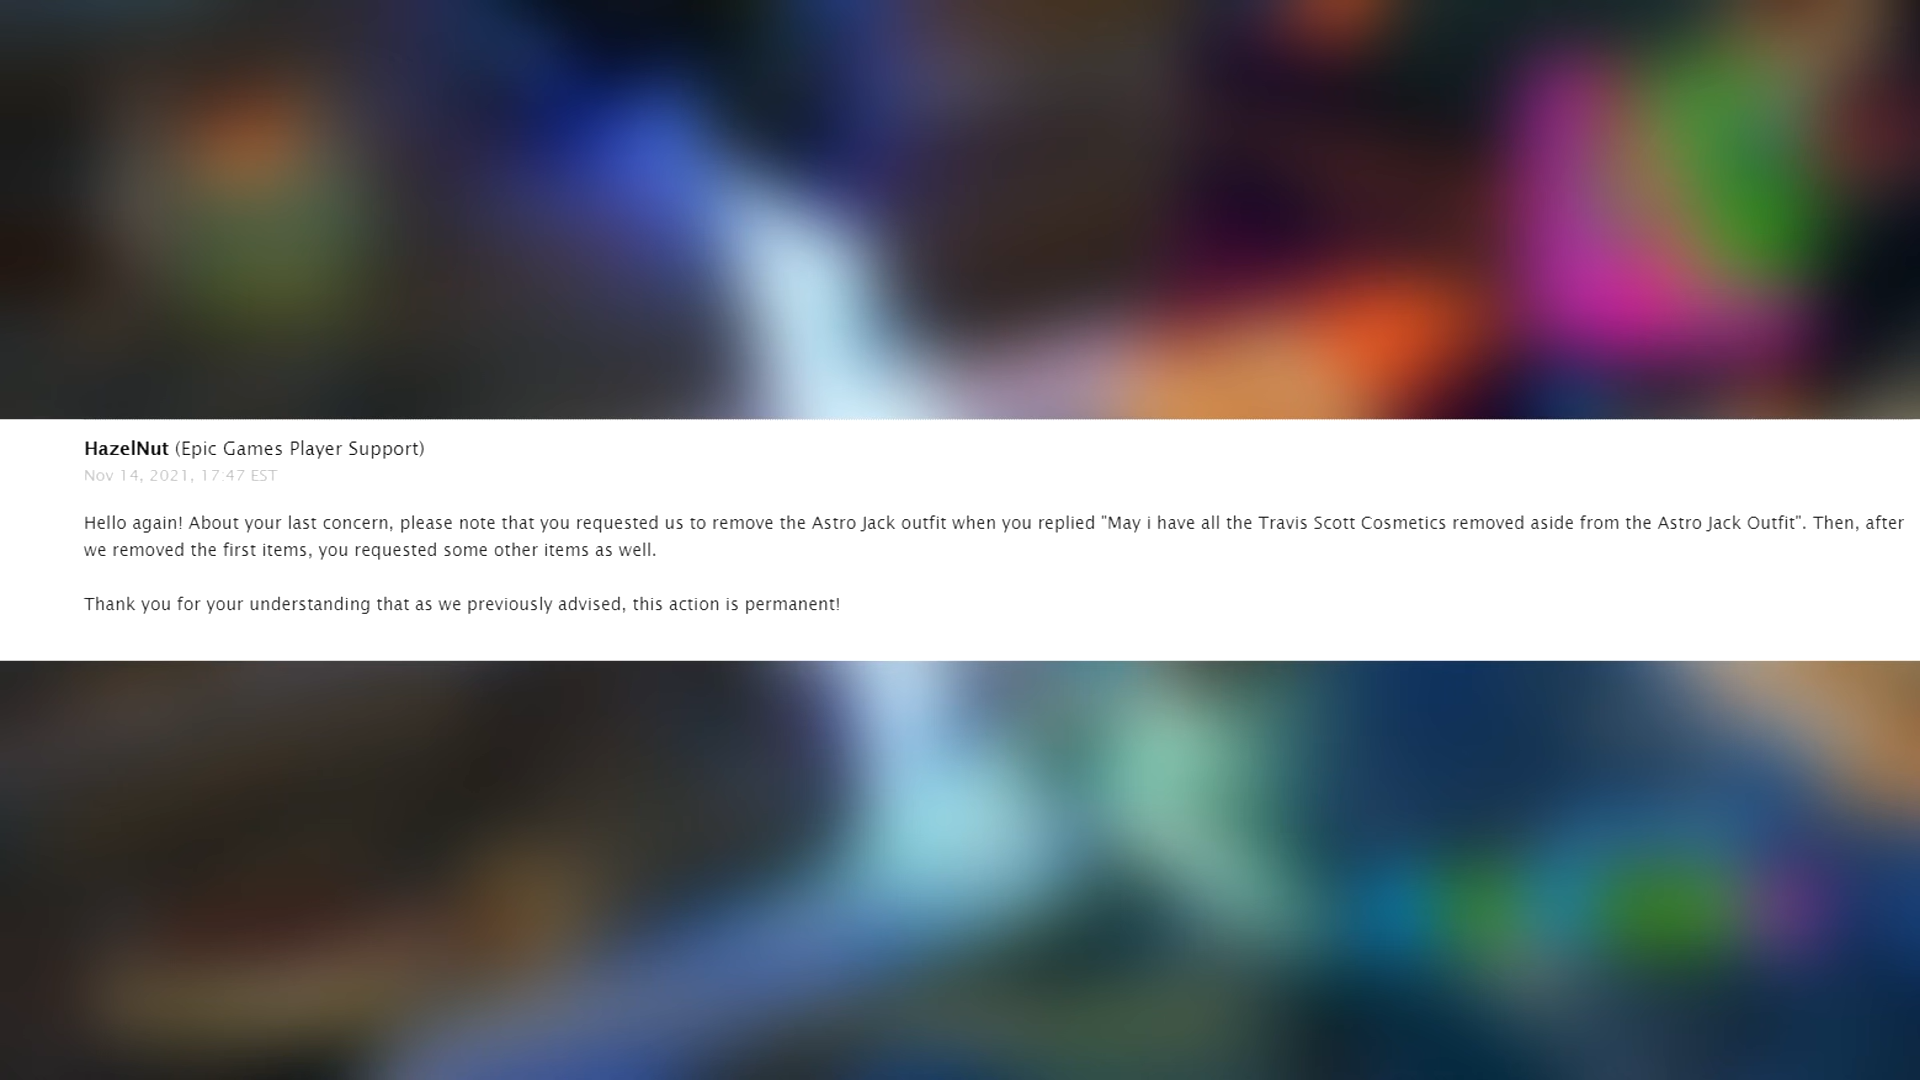 HazelNut (Epic Games Player Support)
Nov 14, 2021, 17:47 EST
Hello again! About your last concern, please note that you requested us to remove the Astro Jack outfit when you replied "May i have all the Travis Scott Cosmetics removed aside from the Astro Jack Outfit". Then, after
we removed the first items, you requested some other items as well.
Thank you for your understanding that as we previously advised, this action is permanent!